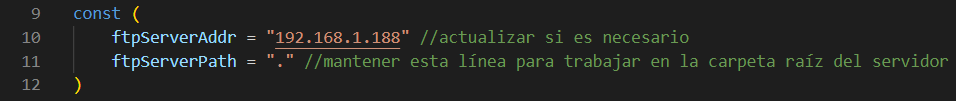 9 const (
10 ftpServerAddr = "192.168.1.188" //actualizar si es necesario
11 ftpServerPath = "." //mantener esta línea para trabajar en la carpeta raíz del servidor
12 )